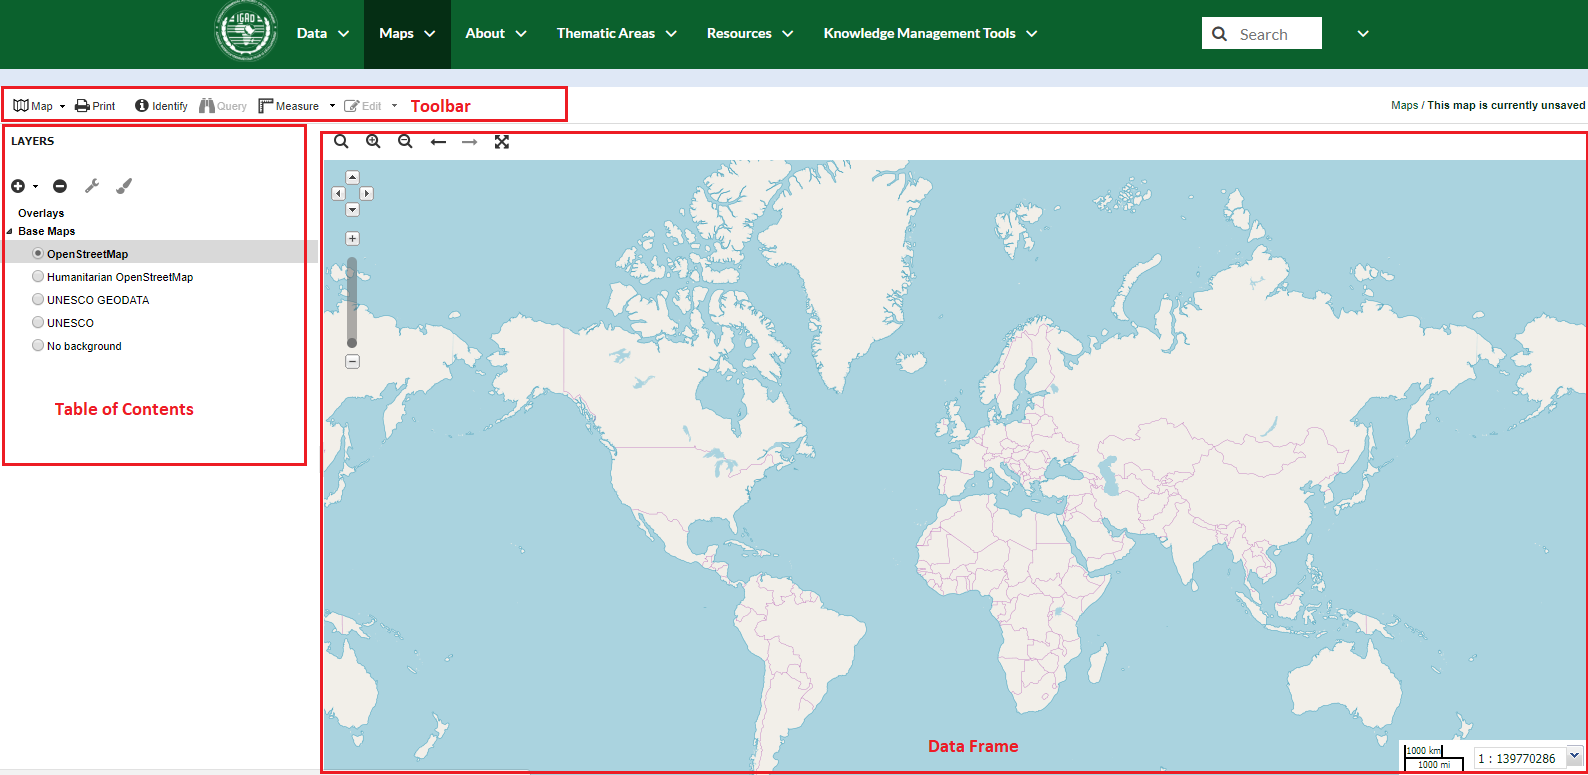 IGAD
Data Maps About Thematic Areas Resources Knowledge Management Tools Search
Map Print Identify Query Measure Edit Toolbar
Maps / This map is currently unsaved
LAYERS
Overlays
Base Maps
OpenStreetMap
Humanitarian OpenStreetMap
UNESCO GEODATA
UNESCO
No background
Table of Contents
Data Frame
1000 km
1000 mi
1 : 139770286